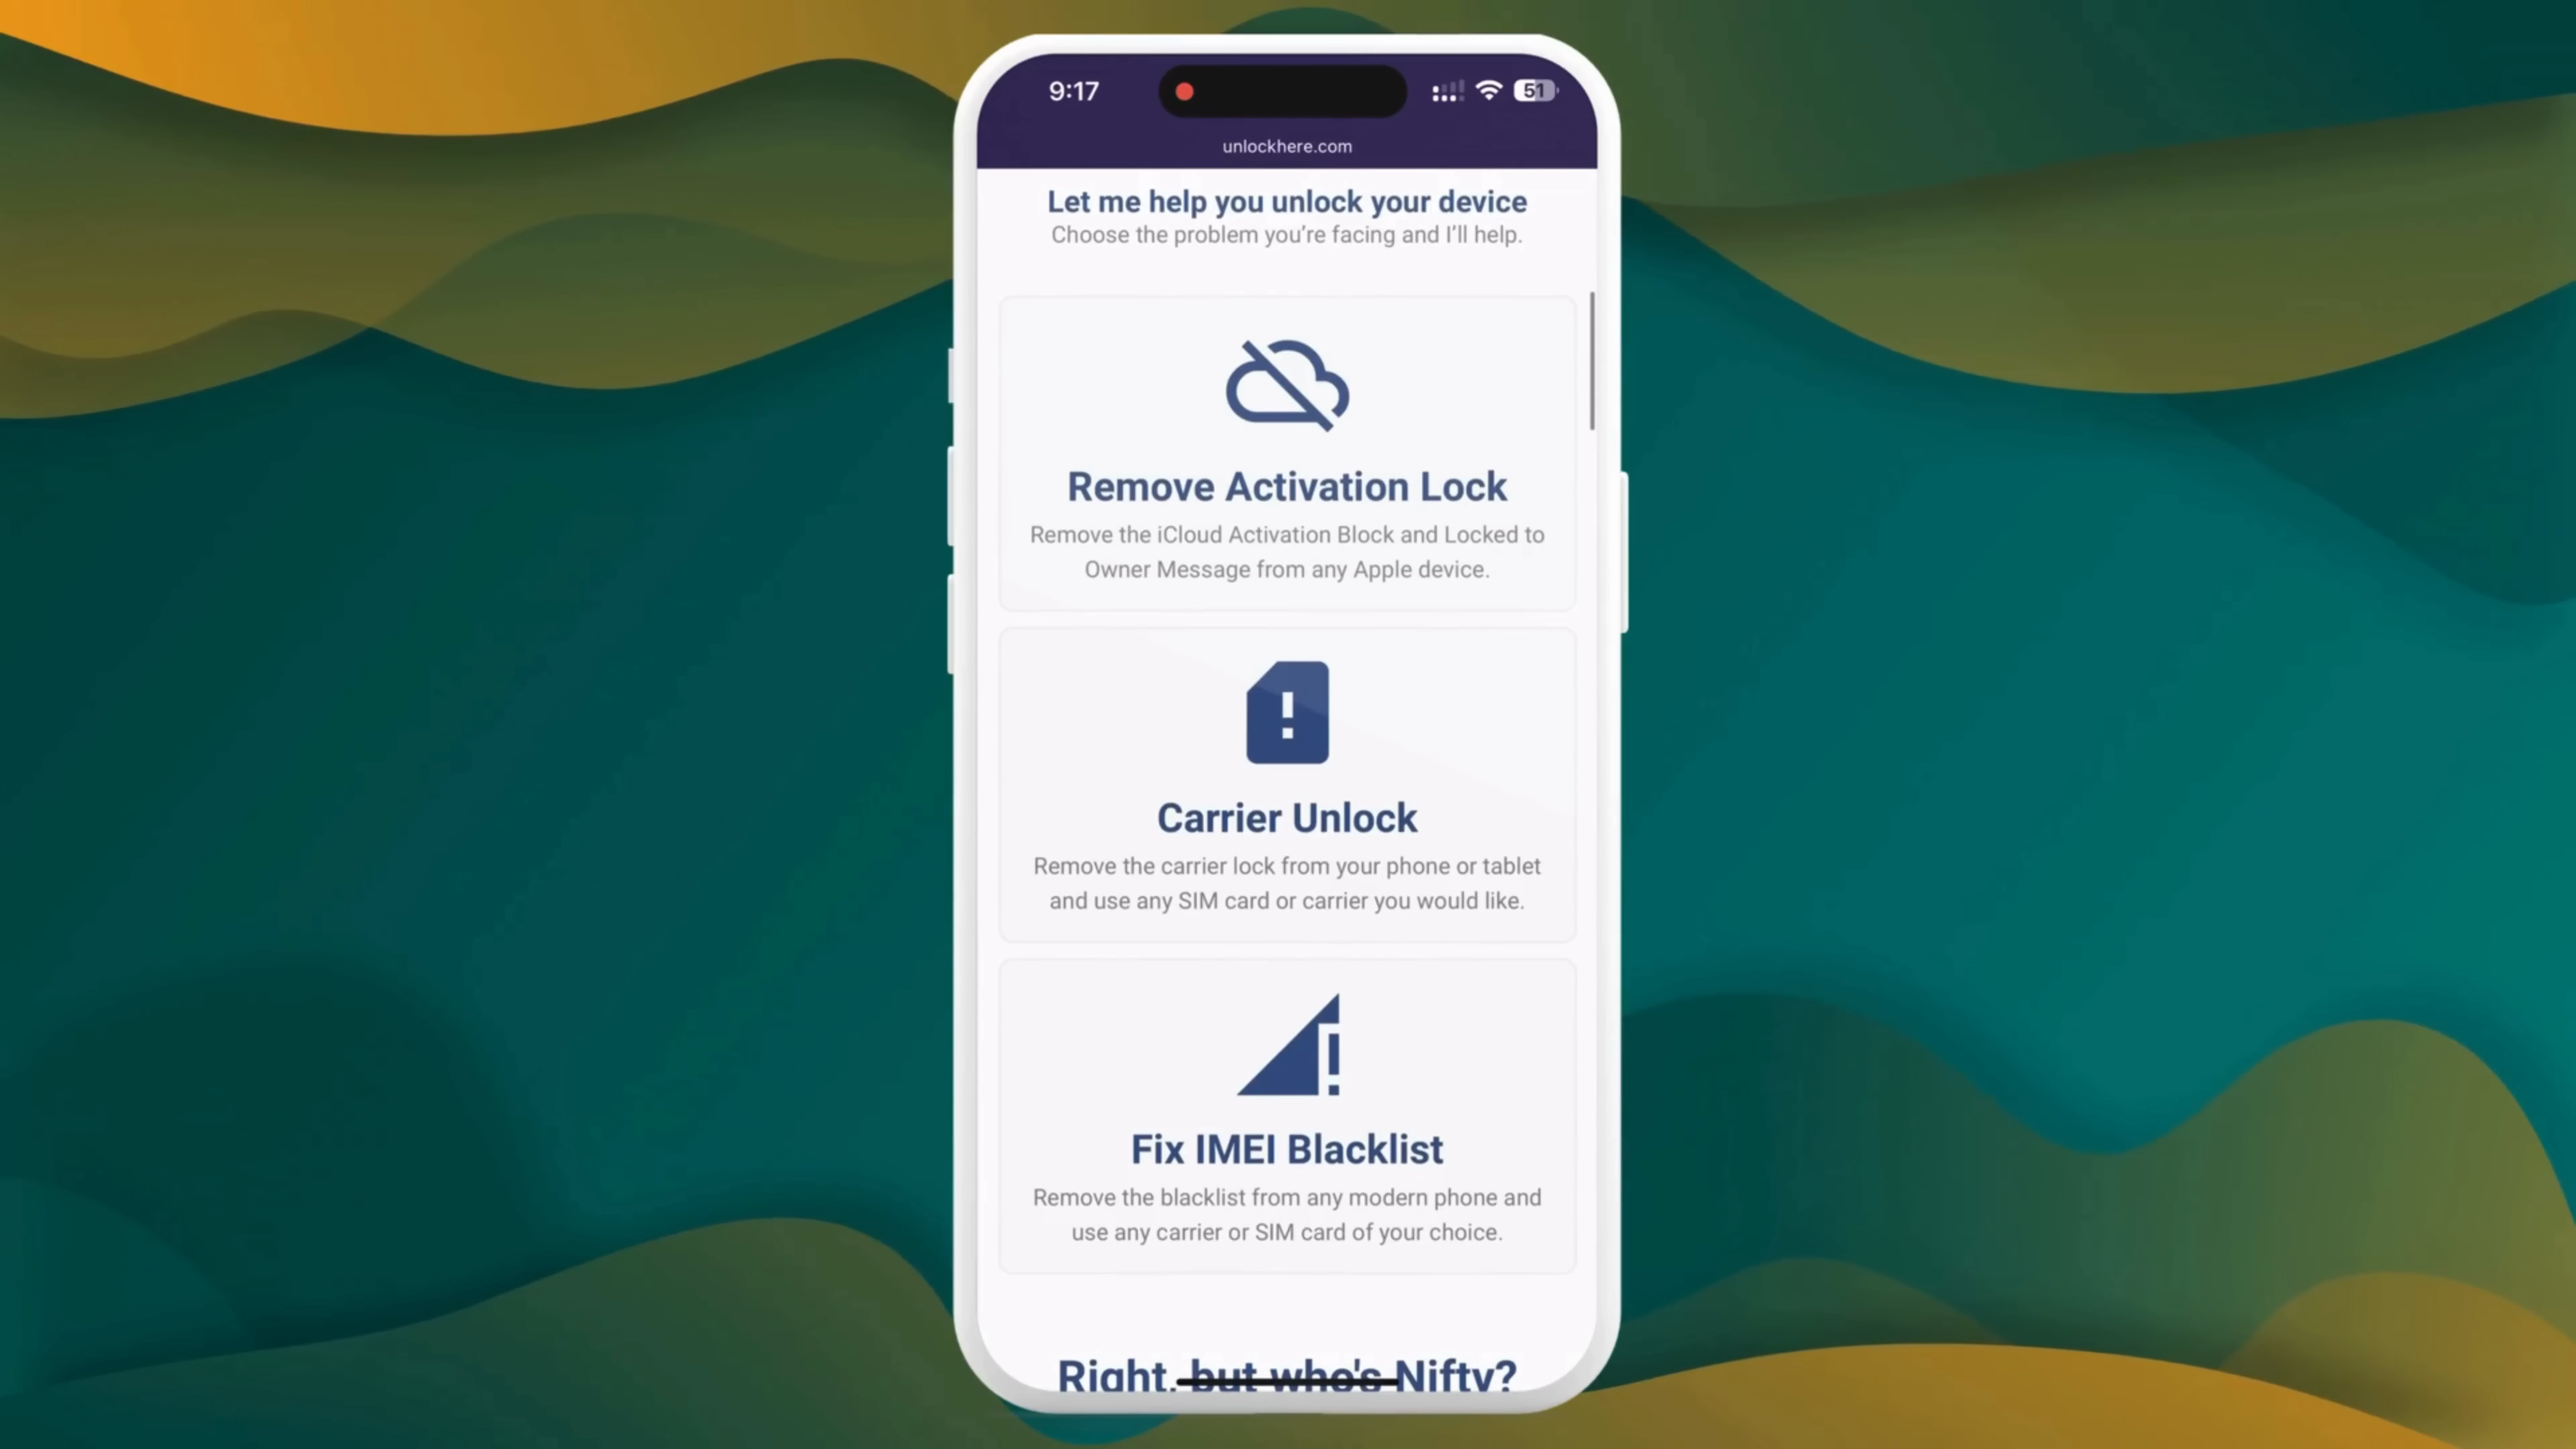 9:17
51
unlockhere.com
Let me help you unlock your device
Choose the problem you're facing and I'll help.
Remove Activation Lock
Remove the iCloud Activation Block and Locked to
Owner Message from any Apple device.
Carrier Unlock
Remove the carrier lock from your phone or tablet
and use any SIM card or carrier you would like.
Fix IMEI Blacklist
Remove the blacklist from any modern phone and
use any carrier or SIM card of your choice.
Right, but who's Nifty?